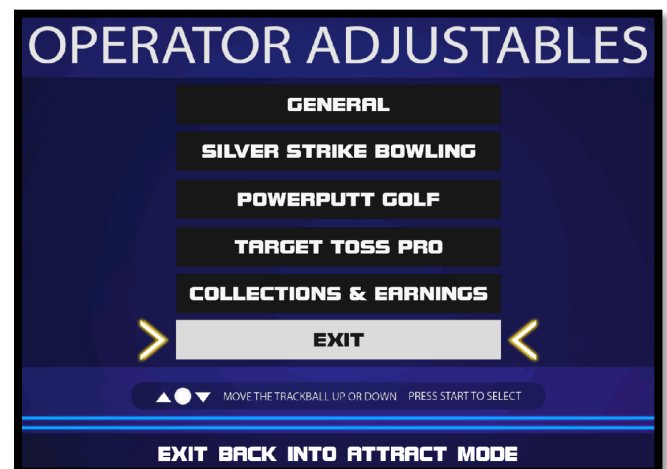 OPERATOR ADJUSTABLES
GENERAL
SILVER STRIKE BOWLING
POWERPUTT GOLF
TARGET TOSS PRO
COLLECTIONS & EARNINGS
EXIT
MOVE THE TRACKBALL UP OR DOWN PRESS START TO SELECT
EXIT BACK INTO ATTRACT MODE